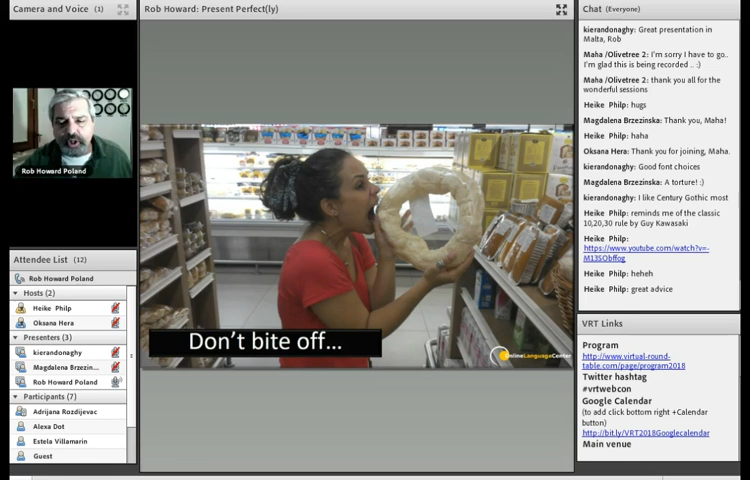 Camera and Voice (1)
Rob Howard Poland
Attendee List (12)
Rob Howard Poland
Hosts (2)
Heike Philp
Oksana Hera
Presenters (3)
kierandonaghy
Magdalena Brzezin...
Rob Howard Poland
Participants (7)
Adrijana Rozdijevac
Alexa Dot
Estela Villamarin
Guest
Rob Howard: Present Perfect(ly)
Don't bite off...
OnlineLanguageCenter
Chat (Everyone)
kierandonaghy: Great presentation in
Malta, Rob
Maha /Olivetree 2: I'm sorry I have to go..
I'm glad this is being recorded .. :)
Maha /Olivetree 2: thank you all for the
wonderful sessions
Heike Philp: hugs
Magdalena Brzezinska: Thank you, Maha!
Heike Philp: haha
Oksana Hera: Thank you for joining, Maha.
kierandonaghy: Good font choices
Magdalena Brzezinska: A torture! :)
kierandonaghy: I like Century Gothic most
Heike Philp: reminds me of the classic
10,20,30 rule by Guy Kawasaki
Heike Philp:
https://www.youtube.com/watch?v=-
M13SObffog
Heike Philp: heheh
Heike Philp: great advice
VRT Links
Program
http://www.virtual-round-
table.com/page/program2018
Twitter hashtag
#vrtwebcon
Google Calendar
(to add click bottom right +Calendar
button)
http://bit.ly/VRT2018Googlecalendar
Main venue